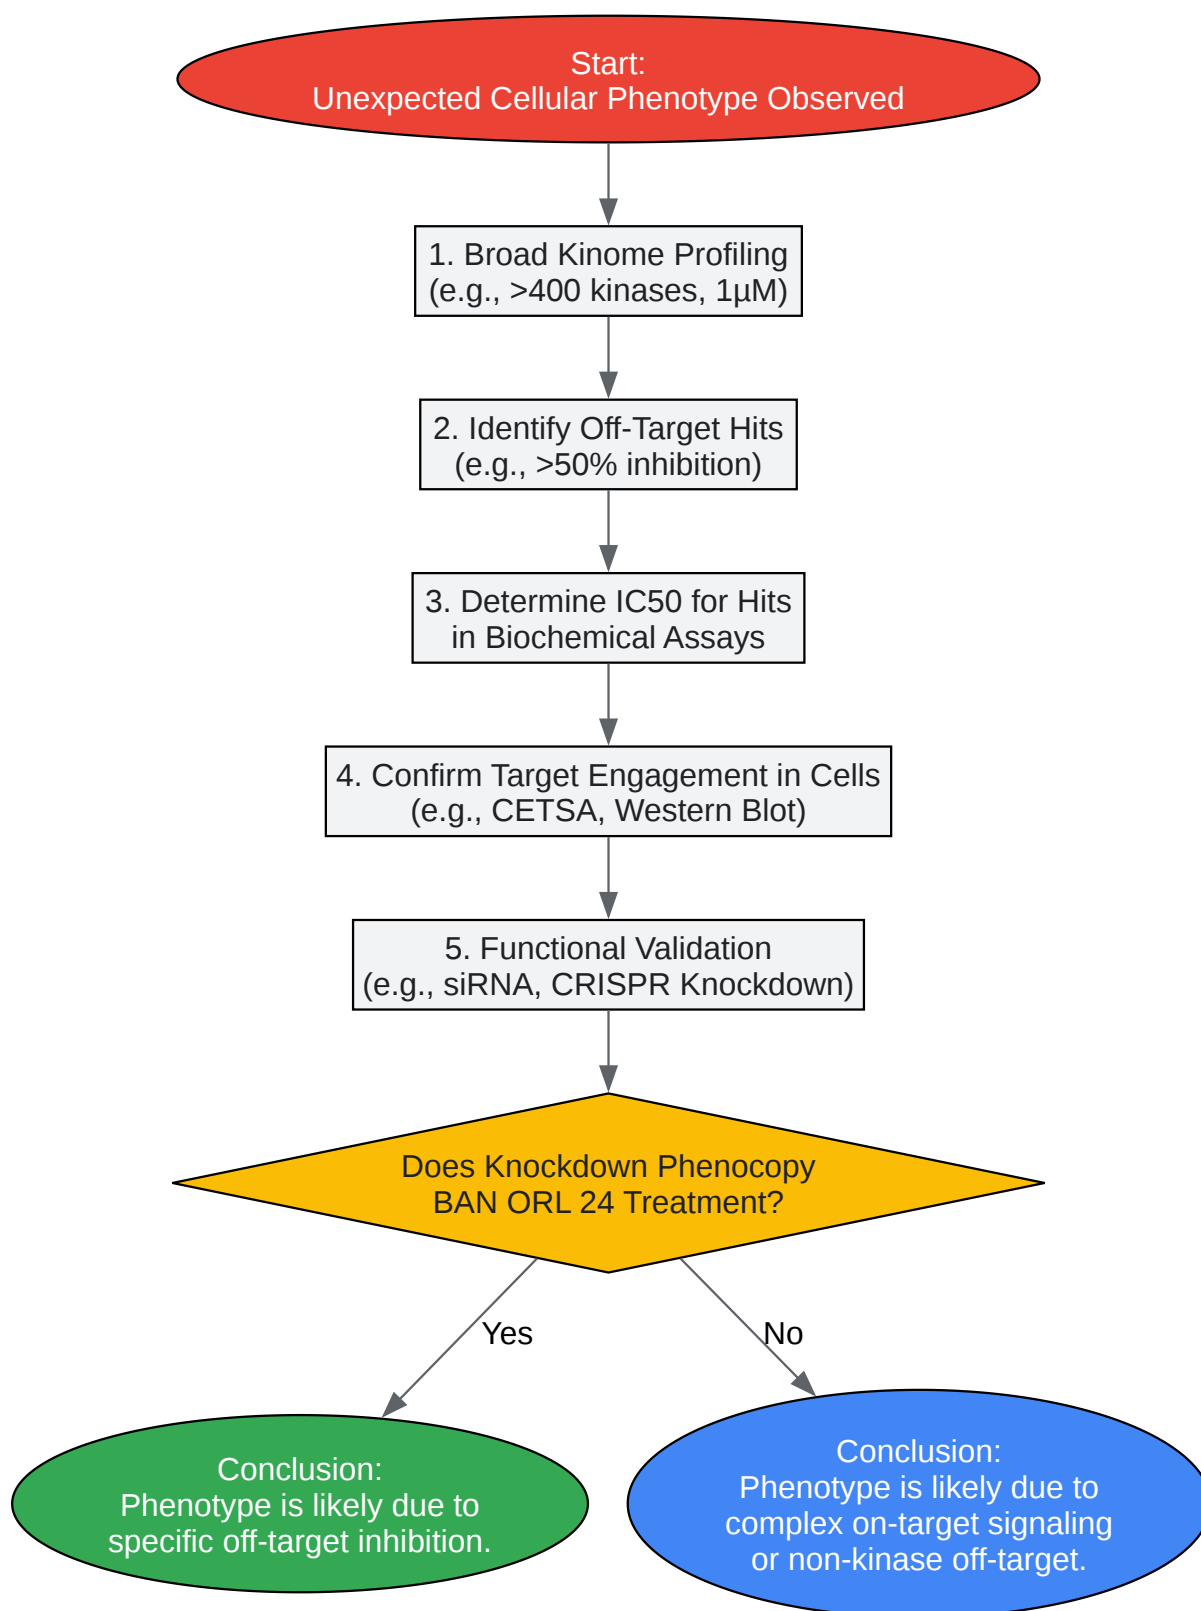 Start:
Unexpected Cellular Phenotype Observed
1. Broad Kinome Profiling
(e.g., >400 kinases, 1µM)
2. Identify Off-Target Hits
(e.g., >50% inhibition)
3. Determine IC50 for Hits
in Biochemical Assays
4. Confirm Target Engagement in Cells
(e.g., CETSA, Western Blot)
5. Functional Validation
(e.g., siRNA, CRISPR Knockdown)
Does Knockdown Phenocopy
BAN ORL 24 Treatment?
Yes
No
Conclusion:
Phenotype is likely due to
specific off-target inhibition.
Conclusion:
Phenotype is likely due to
complex on-target signaling
or non-kinase off-target.